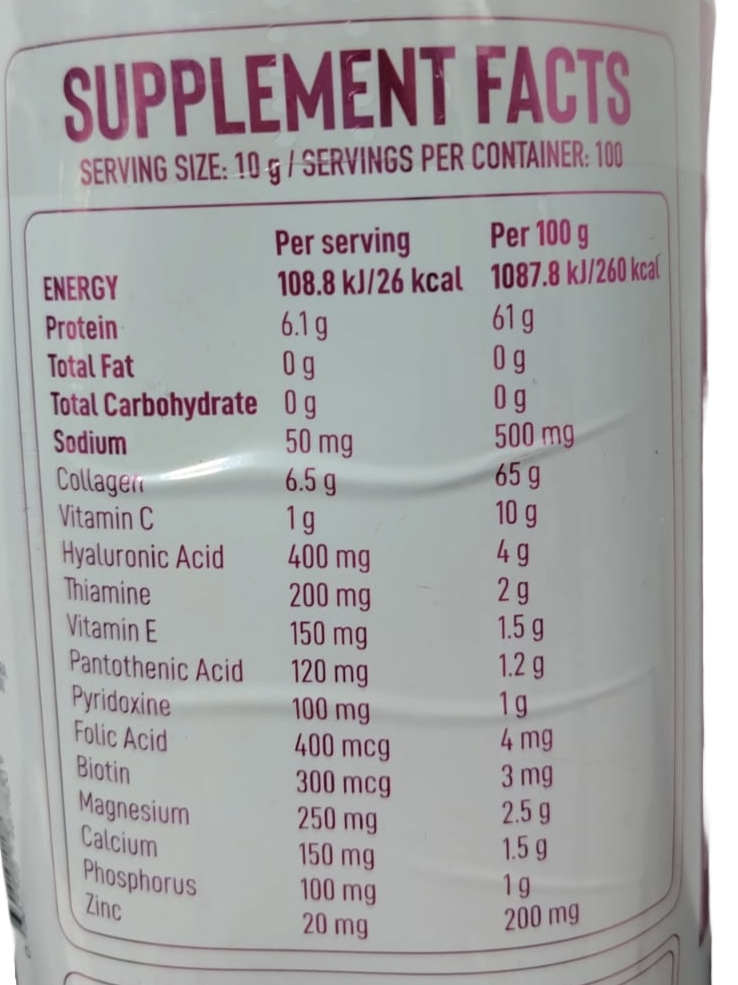 SUPPLEMENT FACTS
SERVING SIZE: 10 g / SERVINGS PER CONTAINER: 100
Per serving Per 100 g
ENERGY 108.8 kJ/26 kcal 1087.8 kJ/260 kcal
Protein 6.1 g 61 g
Total Fat 0 g 0 g
Total Carbohydrate 0 g 0 g
Sodium 50 mg 500 mg
Collagen 6.5 g 65 g
Vitamin C 1 g 10 g
Hyaluronic Acid 400 mg 4 g
Thiamine 200 mg 2 g
Vitamin E 150 mg 1.5 g
Pantothenic Acid 120 mg 1.2 g
Pyridoxine 100 mg 1 g
Folic Acid 400 mcg 4 mg
Biotin 300 mcg 3 mg
Magnesium 250 mg 2.5 g
Calcium 150 mg 1.5 g
Phosphorus 100 mg 1 g
Zinc 20 mg 200 mg